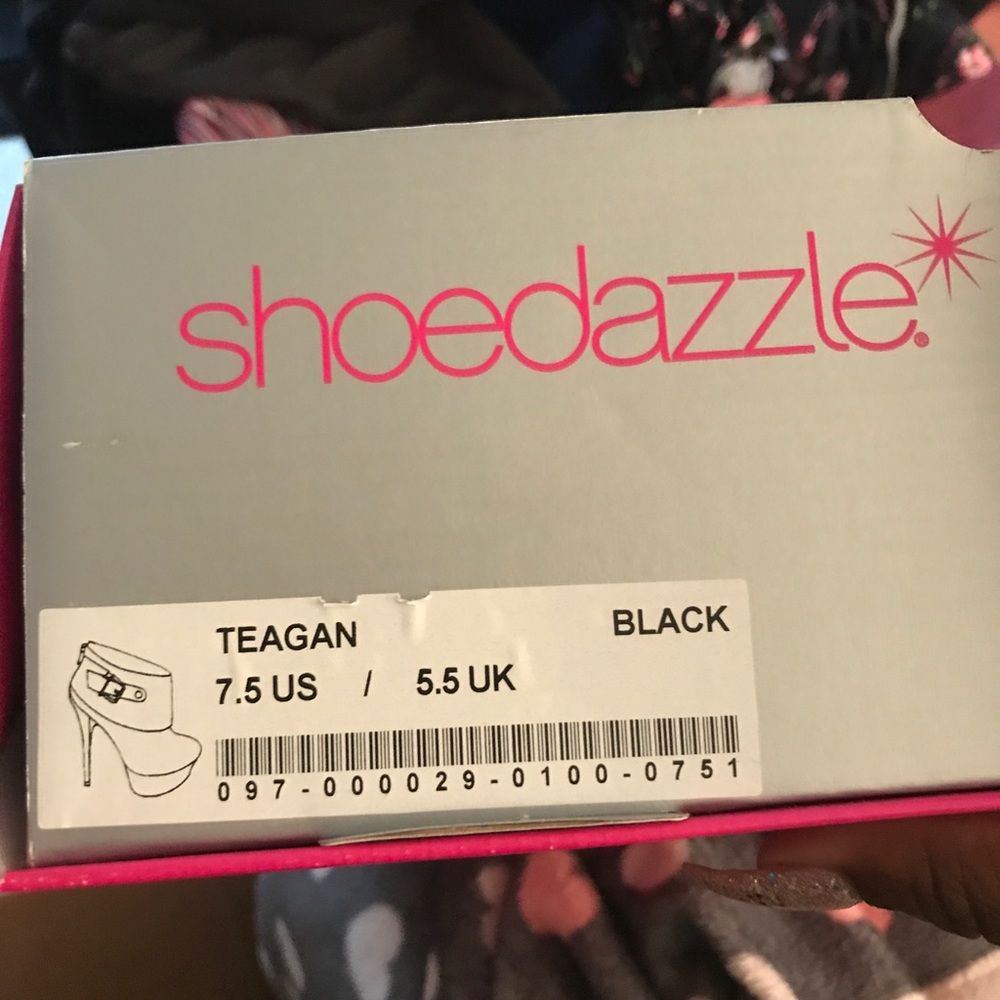 shoedazzle®
TEAGAN BLACK
7.5 US / 5.5 UK
097-000029-0100-0751